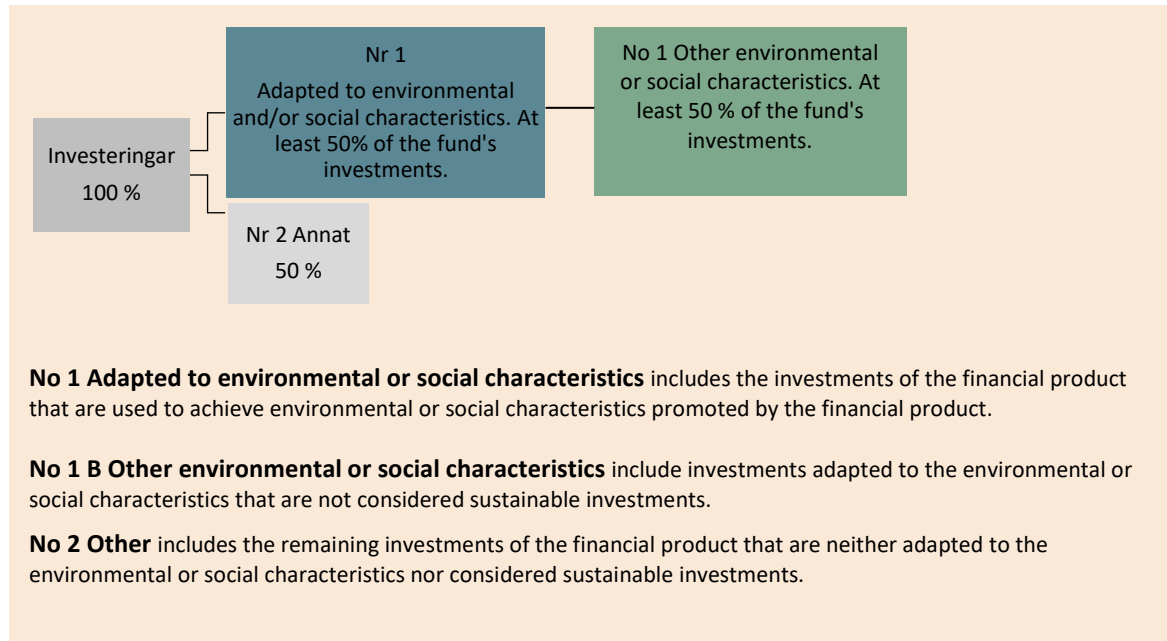 Investeringar
100 %
Nr 1
Adapted to environmental
and/or social characteristics. At
least 50% of the fund's
investments.
No 1 Other environmental
or social characteristics. At
least 50 % of the fund's
investments.
Nr 2 Annat
50 %
No 1 Adapted to environmental or social characteristics includes the investments of the financial product
that are used to achieve environmental or social characteristics promoted by the financial product.
No 1 B Other environmental or social characteristics include investments adapted to the environmental or
social characteristics that are not considered sustainable investments.
No 2 Other includes the remaining investments of the financial product that are neither adapted to the
environmental or social characteristics nor considered sustainable investments.